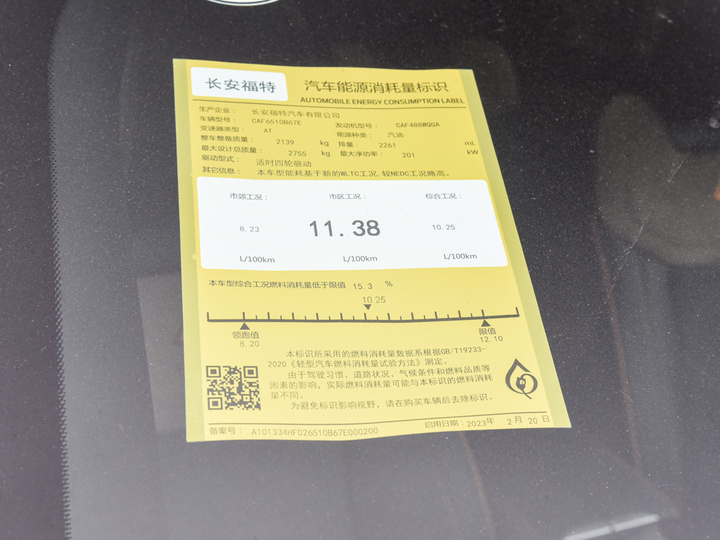 长安福特 汽车能源消耗量标识
AUTOMOBILE ENERGY CONSUMPTION LABEL
生产企业： 长安福特汽车有限公司
车辆型号： CAF6510B67E 发动机型号： CAF488WQGA
变速器类型： AT 能源种类： 汽油
整车整备质量： 2139 kg 排量： 2261 mL
最大设计总质量： 2755 kg 最大净功率： 201 kW
驱动型式： 适时四轮驱动
其它信息： 本车型能耗基于新的WLTC工况，较NEDC工况略高。
市郊工况： 市区工况： 综合工况：
8.23 11.38 10.25
L/100km L/100km L/100km
本车型综合工况燃料消耗量低于限值 15.3 %
10.25
领跑值 限值
8.20 12.10
本标识所采用的燃料消耗量数据系根据GB/T19233-
2020《轻型汽车燃料消耗量试验方法》测定。
由于驾驶习惯、道路状况、气候条件和燃料品质等
因素的影响，实际燃料消耗量可能与本标识的燃料消耗
量不同。
为避免标识影响视野，请在购买车辆后去除标识。
备案号： A101334HF026510B67E000200 启用日期：2023年 2月 20日